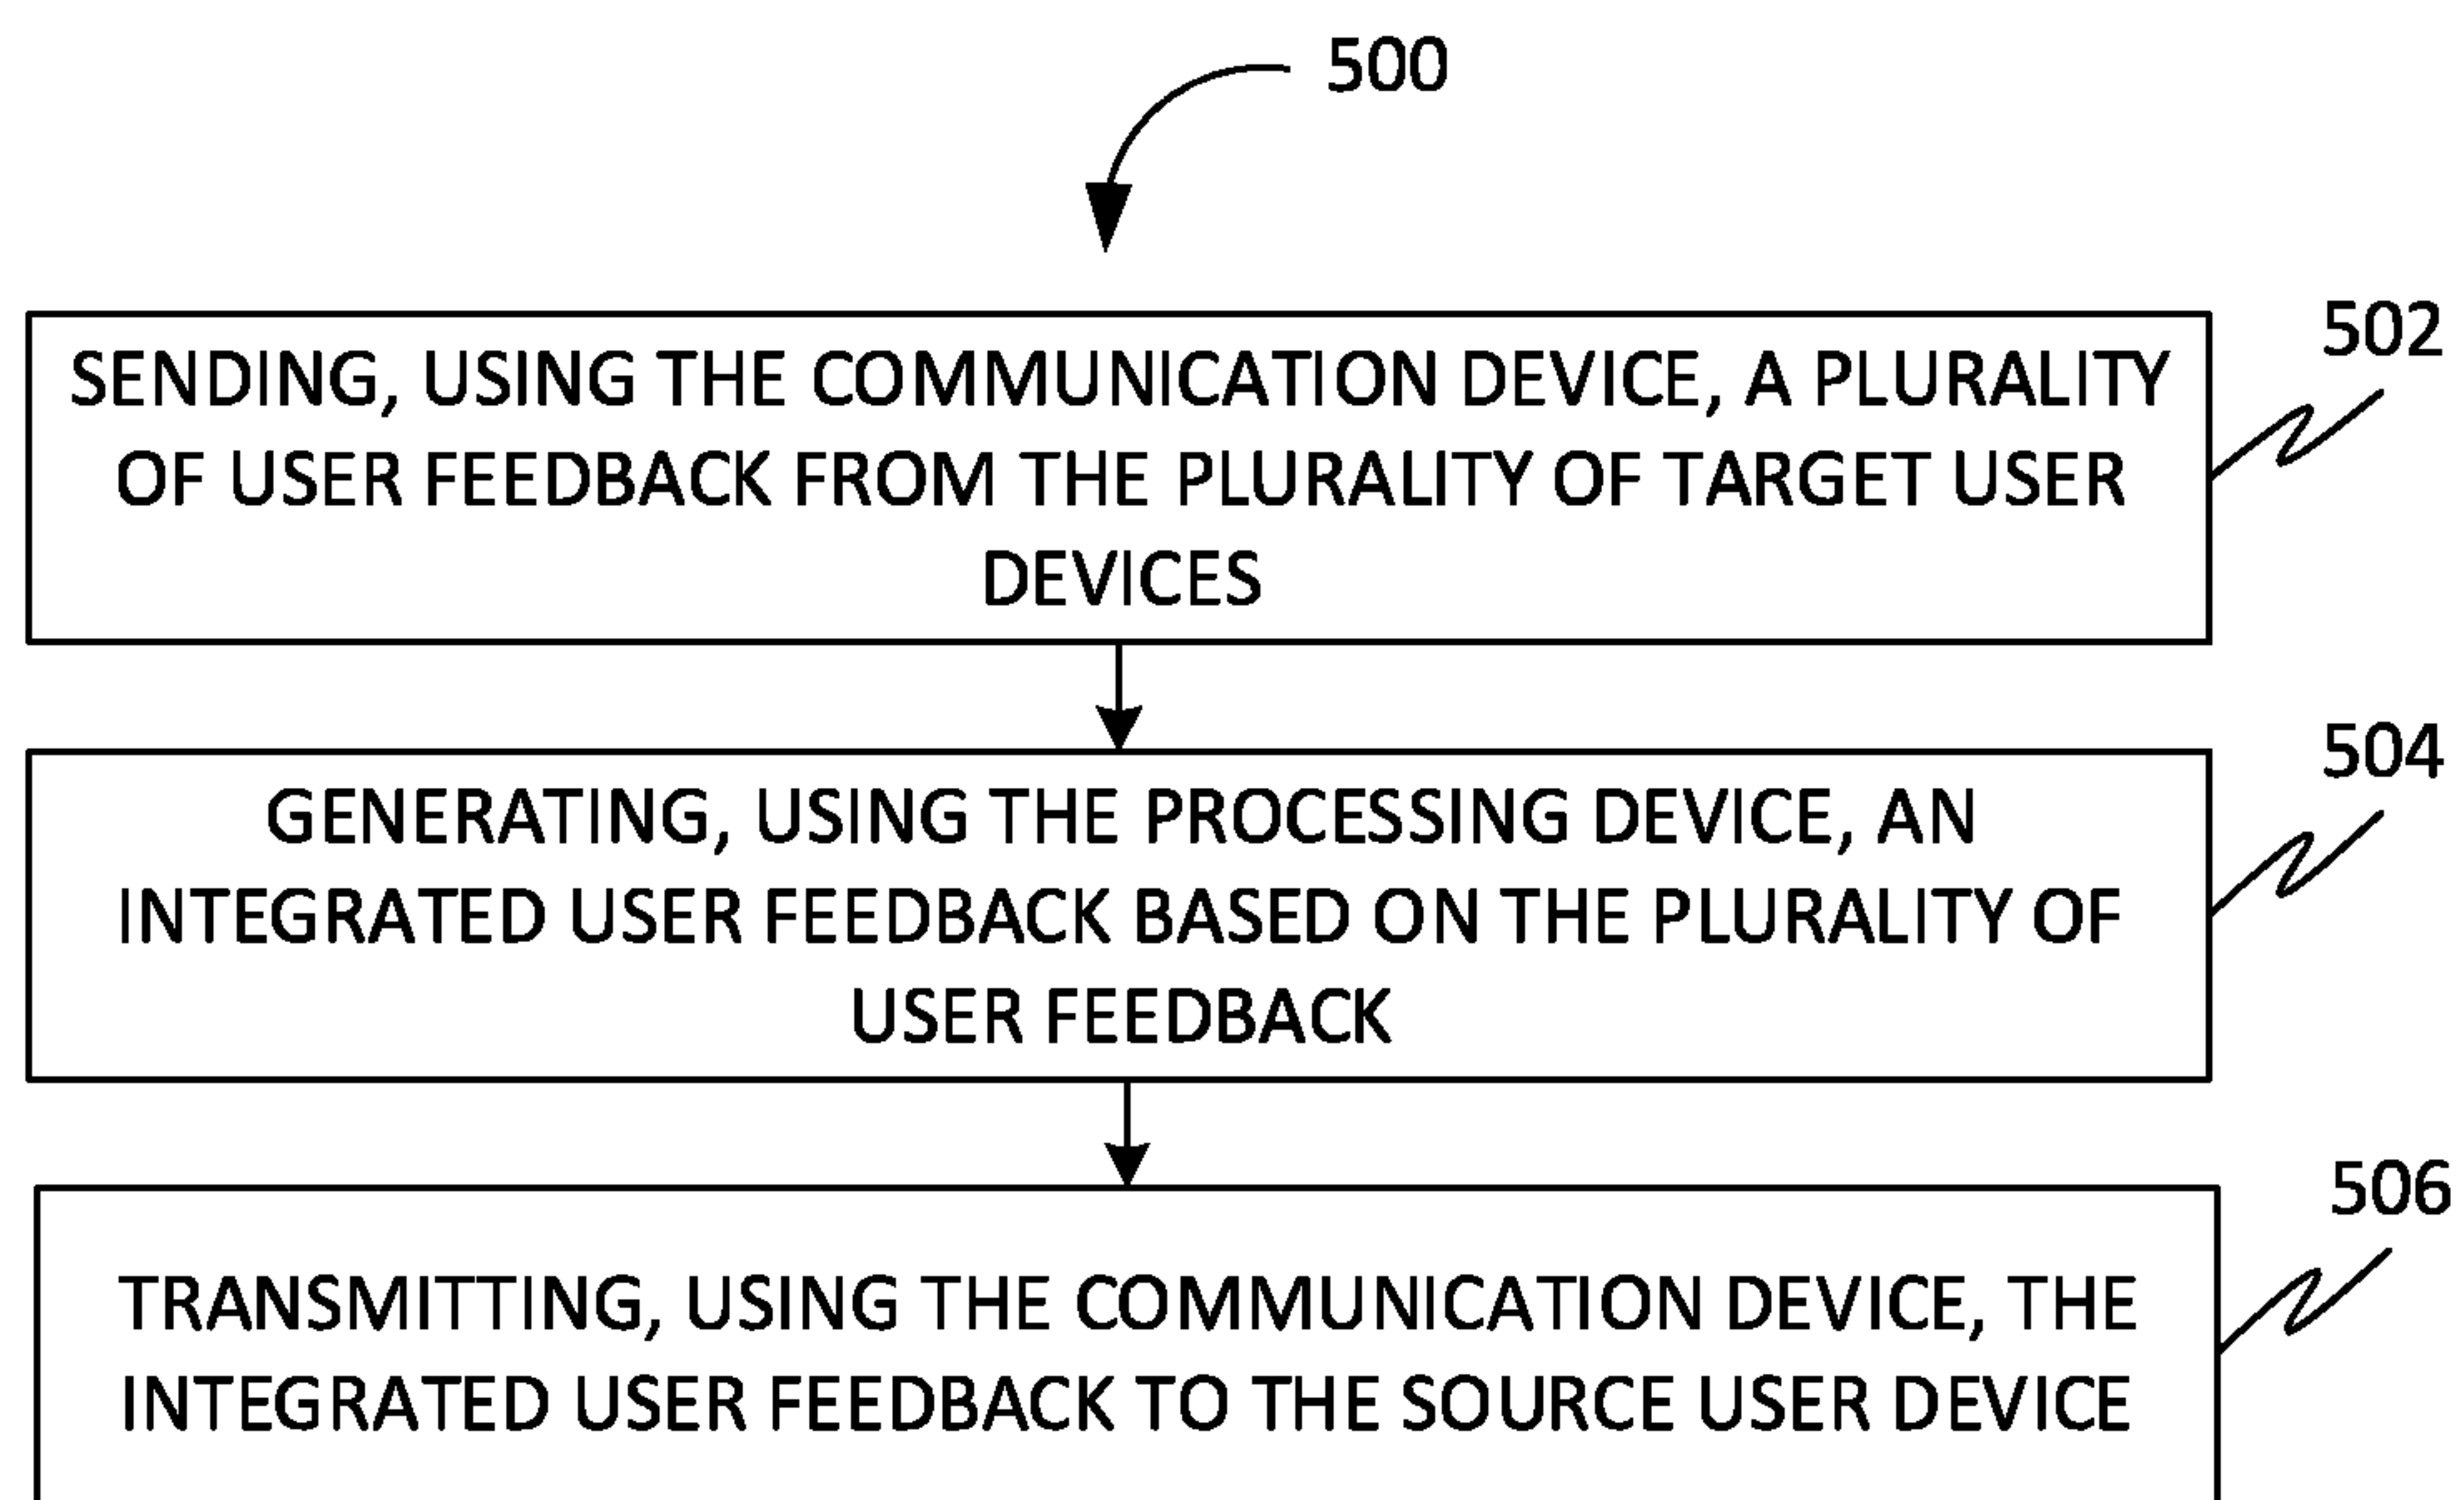 500
502
SENDING, USING THE COMMUNICATION DEVICE, A PLURALITY
OF USER FEEDBACK FROM THE PLURALITY OF TARGET USER
DEVICES
504
GENERATING, USING THE PROCESSING DEVICE, AN
INTEGRATED USER FEEDBACK BASED ON THE PLURALITY OF
USER FEEDBACK
506
TRANSMITTING, USING THE COMMUNICATION DEVICE, THE
INTEGRATED USER FEEDBACK TO THE SOURCE USER DEVICE